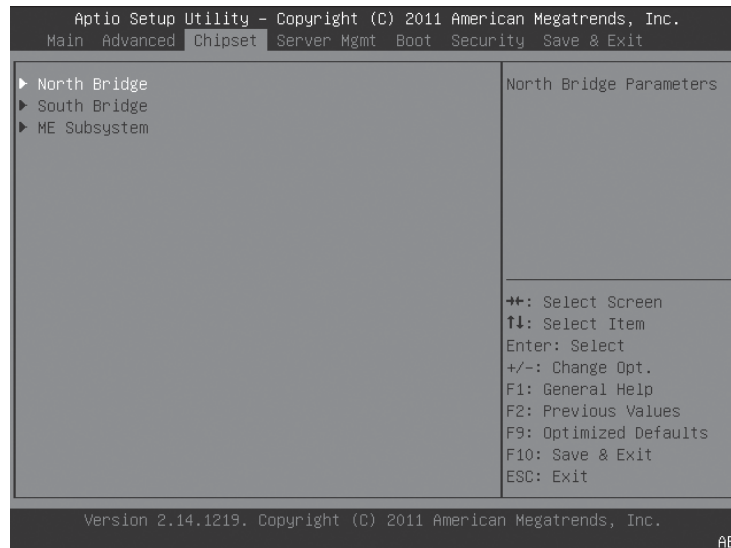 Aptio Setup Utility – Copyright (C) 2011 American Megatrends, Inc.
Main Advanced Chipset Server Mgmt Boot Security Save & Exit
▶ North Bridge
▶ South Bridge
▶ ME Subsystem
North Bridge Parameters
→←: Select Screen
↑↓: Select Item
Enter: Select
+/-: Change Opt.
F1: General Help
F2: Previous Values
F9: Optimized Defaults
F10: Save & Exit
ESC: Exit
Version 2.14.1219. Copyright (C) 2011 American Megatrends, Inc.